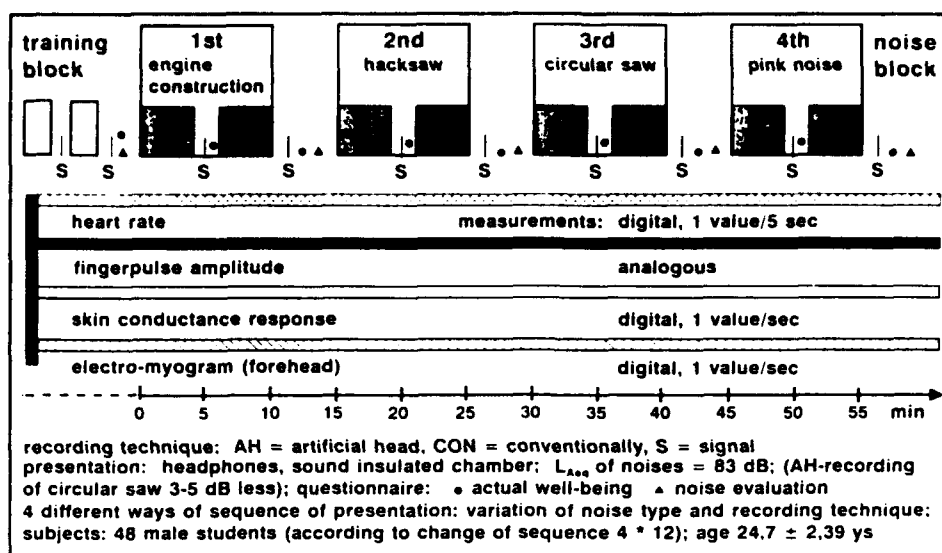 training block
1st
engine construction
2nd
hacksaw
3rd
circular saw
4th
pink noise
noise block
S S S S S S S S S S
heart rate measurements: digital, 1 value/5 sec
fingerpulse amplitude analogous
skin conductance response digital, 1 value/sec
electro-myogram (forehead) digital, 1 value/sec
0 5 10 15 20 25 30 35 40 45 50 55 min
recording technique: AH = artificial head, CON = conventionally, S = signal
presentation: headphones, sound insulated chamber; LAeq of noises = 83 dB; (AH-recording
of circular saw 3-5 dB less); questionnaire: • actual well-being ▲ noise evaluation
4 different ways of sequence of presentation: variation of noise type and recording technique;
subjects: 48 male students (according to change of sequence 4 * 12); age 24,7 ± 2,39 ys